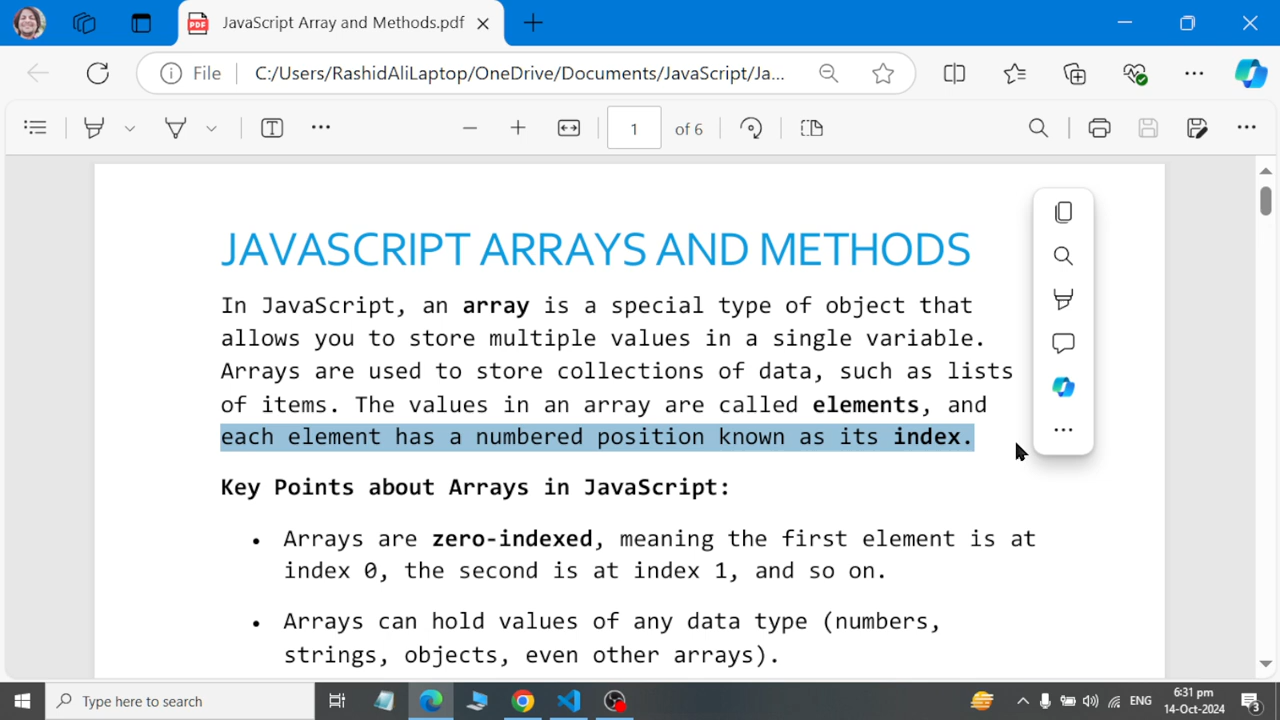 JavaScript Array and Methods.pdf
File
C:/Users/RashidAliLaptop/OneDrive/Documents/JavaScript/Ja...
1 of 6
JAVASCRIPT ARRAYS AND METHODS
In JavaScript, an array is a special type of object that
allows you to store multiple values in a single variable.
Arrays are used to store collections of data, such as lists
of items. The values in an array are called elements, and
each element has a numbered position known as its index.
Key Points about Arrays in JavaScript:
• Arrays are zero-indexed, meaning the first element is at
index 0, the second is at index 1, and so on.
• Arrays can hold values of any data type (numbers,
strings, objects, even other arrays).
Type here to search
ENG
6:31 pm
14-Oct-2024
3